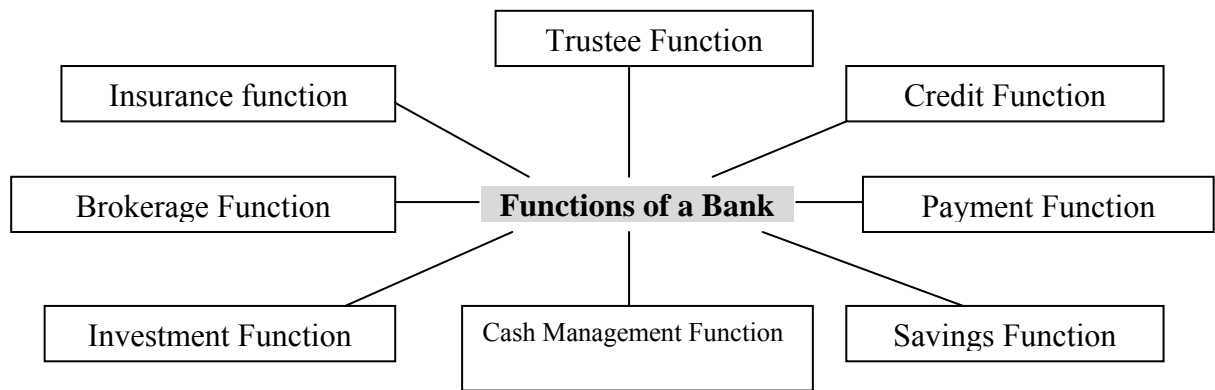 Trustee Function
Insurance function
Credit Function
Brokerage Function
Functions of a Bank
Payment Function
Investment Function
Cash Management Function
Savings Function